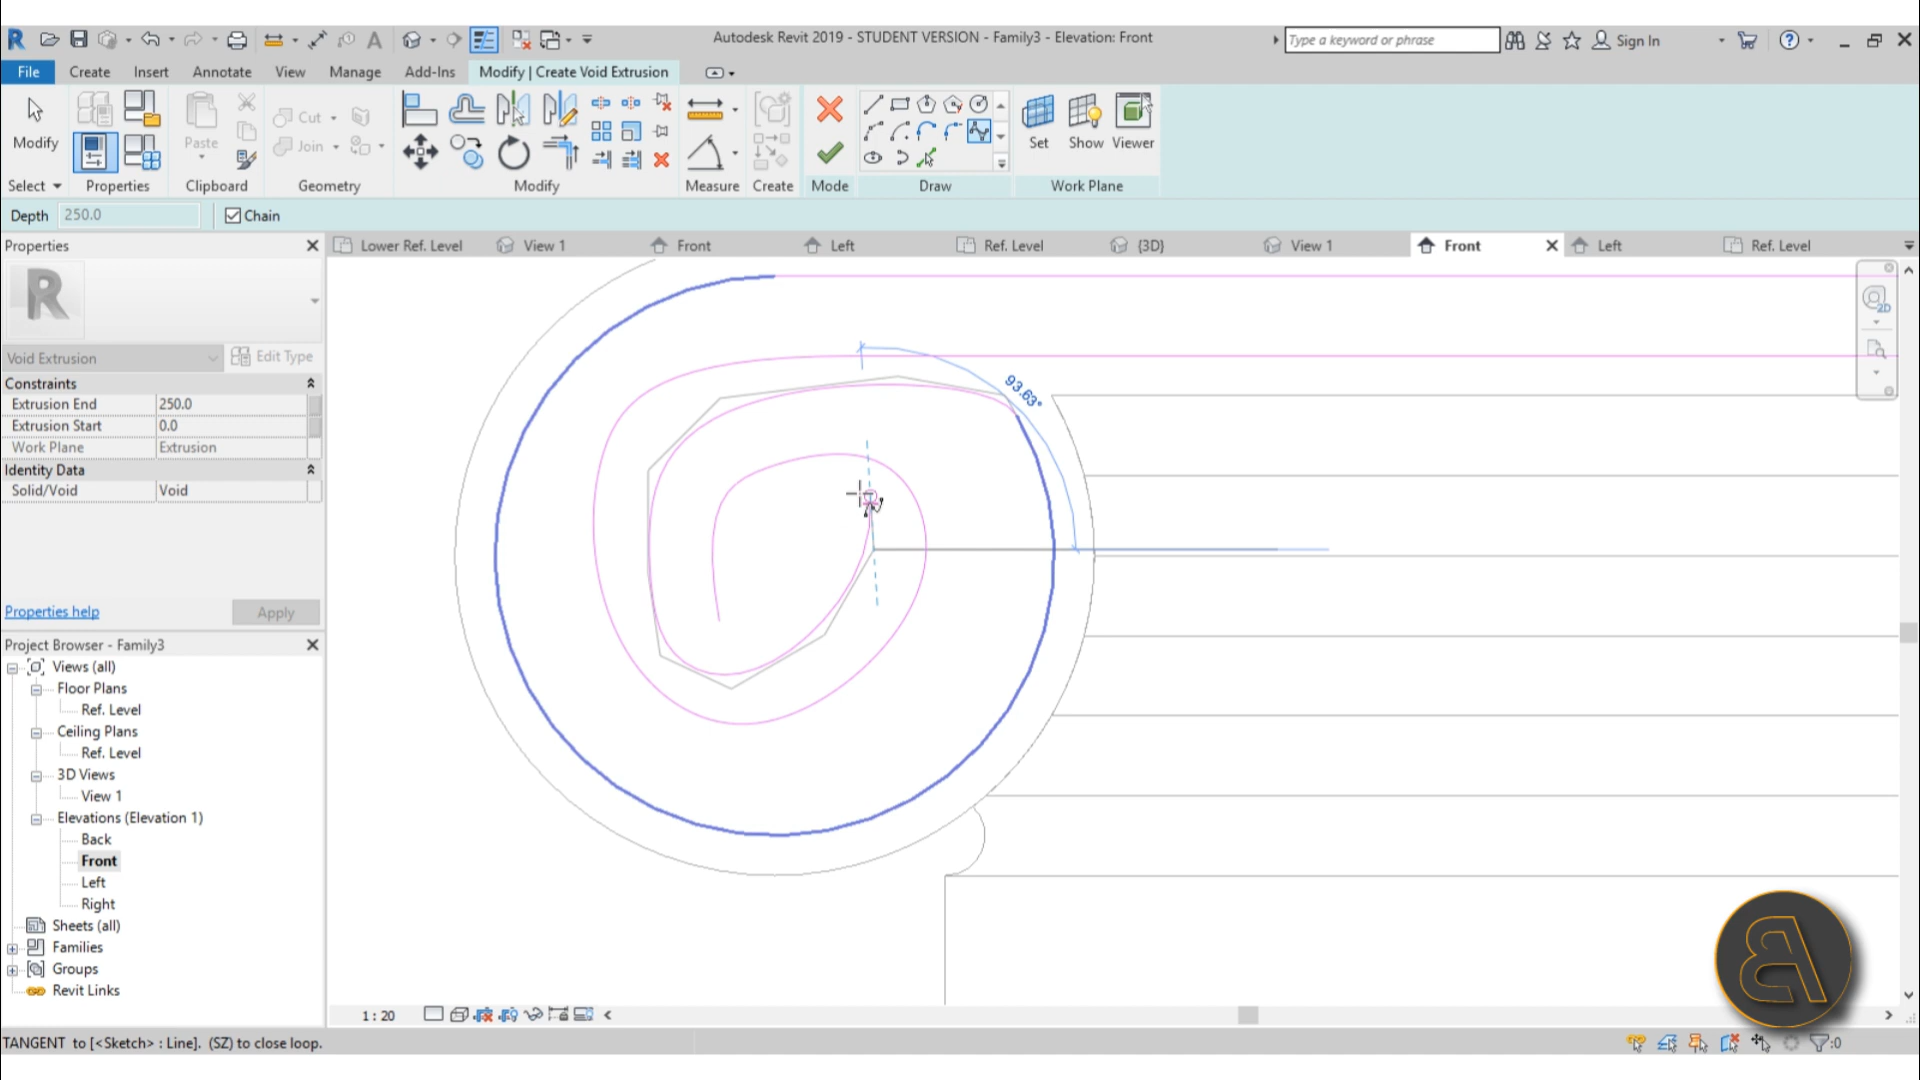 Autodesk Revit 2019 - STUDENT VERSION - Family3 - Elevation: Front
Type a keyword or phrase
Sign In
File Create Insert Annotate View Manage Add-Ins Modify | Create Void Extrusion
Modify
Paste
Cut
Join
Set Show Viewer
Select Properties Clipboard Geometry Modify Measure Create Mode Draw Work Plane
Depth 250.0 Chain
Properties
Lower Ref. Level View 1 Front Left Ref. Level {3D} View 1 Front Left Ref. Level
R
Void Extrusion Edit Type
Constraints
Extrusion End 250.0
Extrusion Start 0.0
Work Plane Extrusion
Identity Data
Solid/Void Void
Properties help Apply
Project Browser - Family3
Views (all)
Floor Plans
Ref. Level
Ceiling Plans
Ref. Level
3D Views
View 1
Elevations (Elevation 1)
Back
Front
Left
Right
Sheets (all)
Families
Groups
Revit Links
93.63°
2D
1 : 20
TANGENT to [<Sketch> : Line]. (SZ) to close loop.
:0